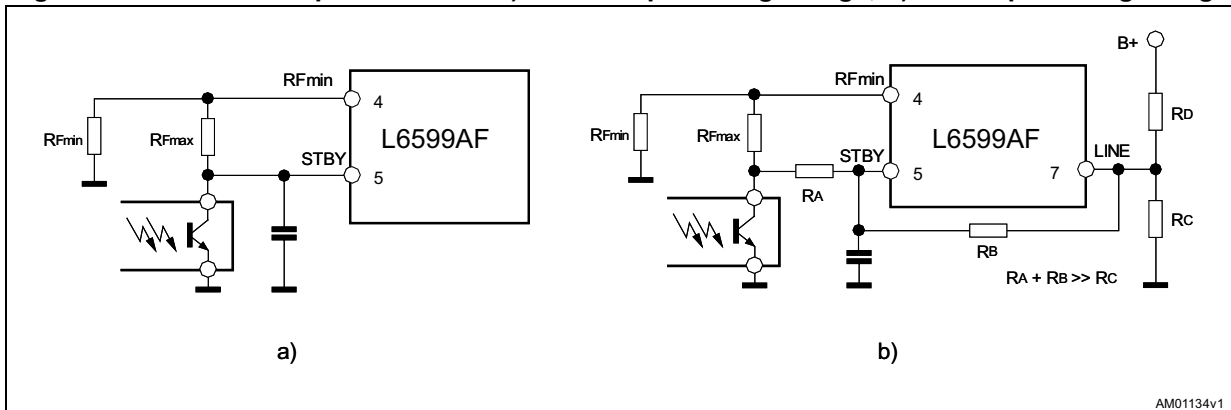 RFmin
4
RFmin
RFmax
L6599AF
STBY
5
a)
B+
RFmin
4
RD
RFmin
RFmax
L6599AF
STBY
LINE
5
7
RA
RC
RB
RA + RB >> RC
b)
AM01134v1